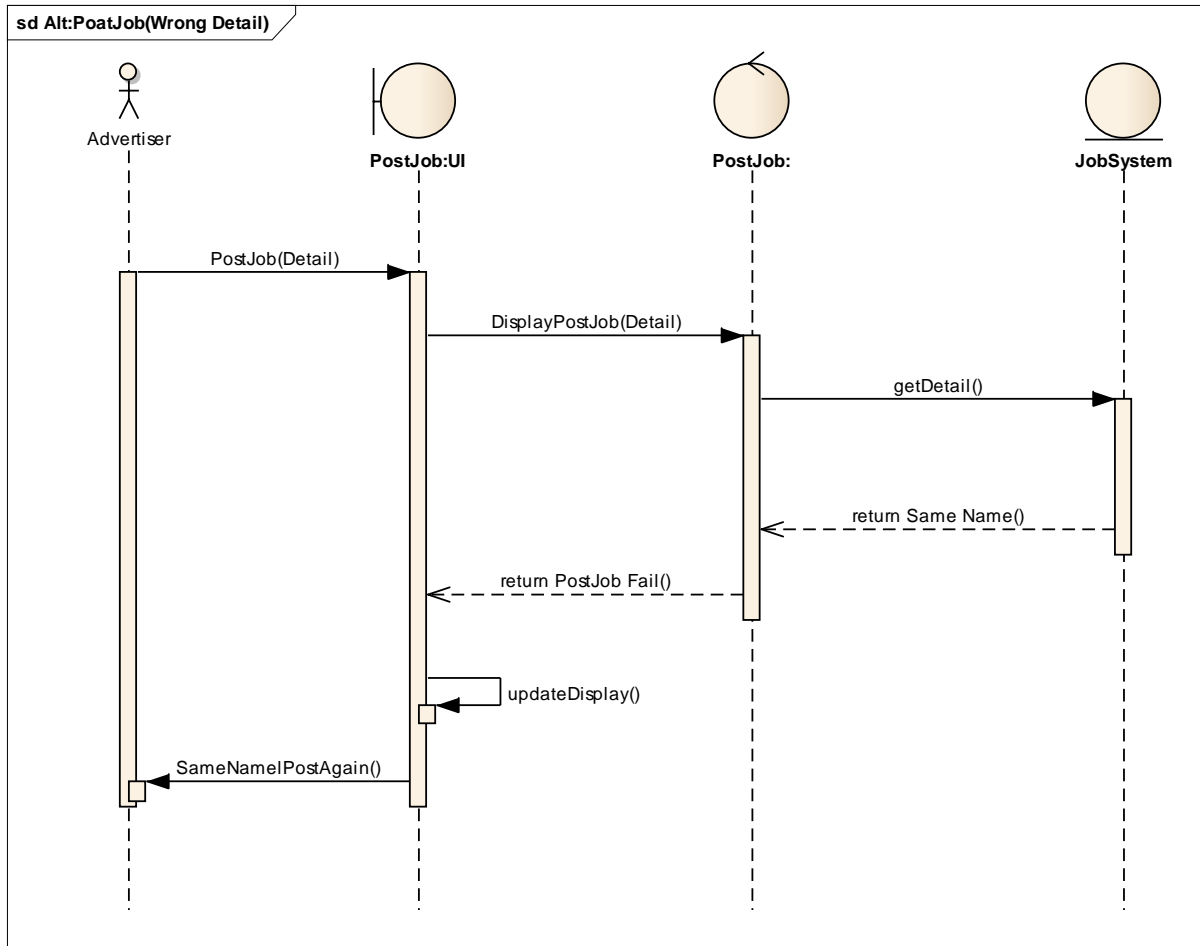 sd Alt:PoatJob(Wrong Detail)
Advertiser
PostJob:UI
PostJob:
JobSystem
PostJob(Detail)
DisplayPostJob(Detail)
getDetail()
return Same Name()
return PostJob Fail()
updateDisplay()
SameNamelPostAgain()